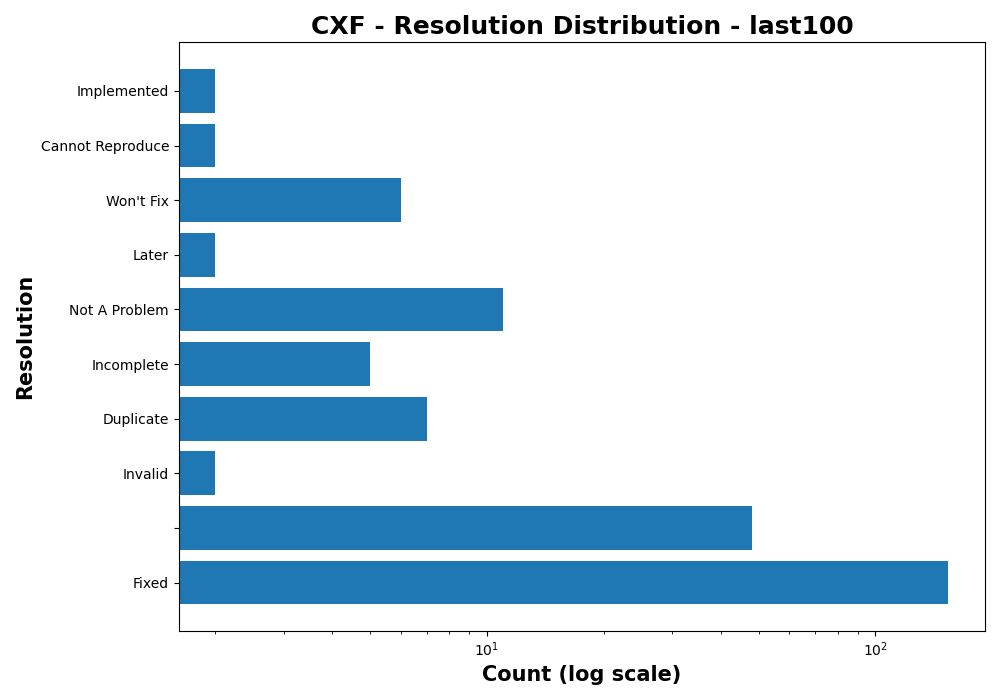 CXF - Resolution Distribution - last100
Resolution
Implemented
Cannot Reproduce
Won't Fix
Later
Not A Problem
Incomplete
Duplicate
Invalid
Fixed
10¹
10²
Count (log scale)